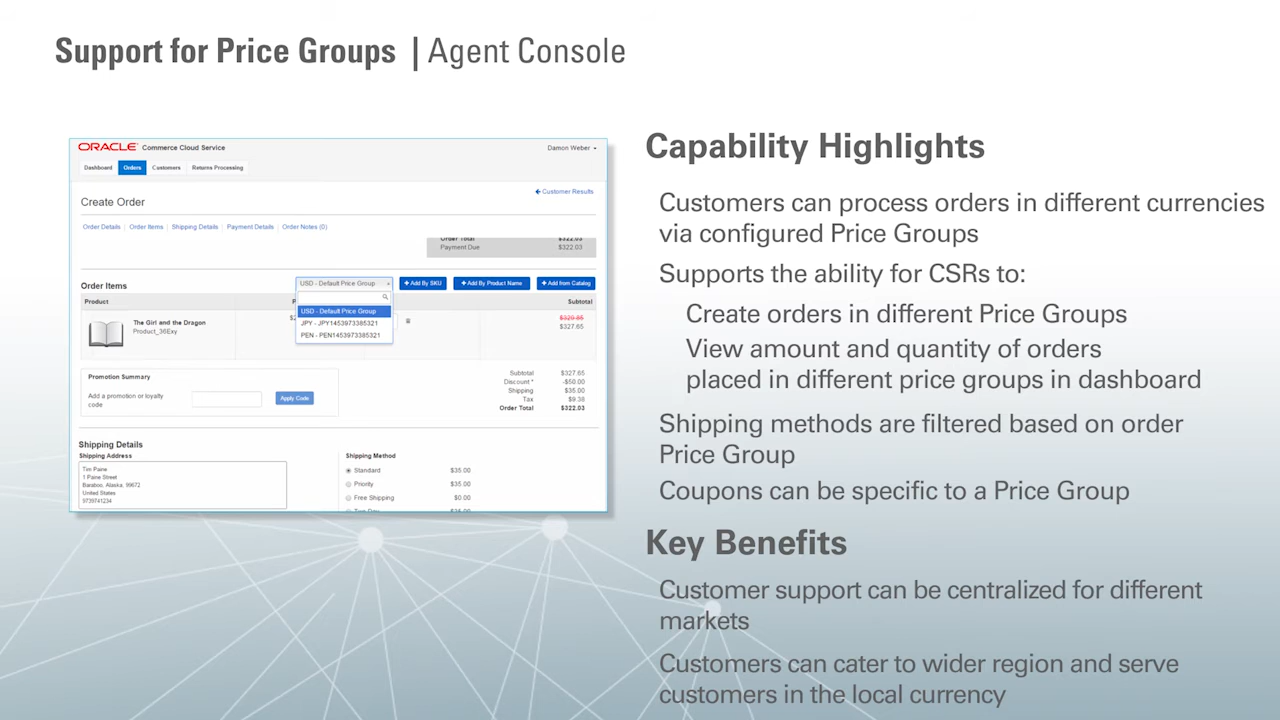 Support for Price Groups | Agent Console
ORACLE Commerce Cloud Service
Damon Weber
Dashboard Orders Customers Returns Processing
Customer Results
Create Order
Order Details | Order Items | Shipping Details | Payment Details | Order Notes (0)
Order Total $322.03
Payment Due $322.03
Order Items
USD - Default Price Group
+ Add By SKU + Add By Product Name + Add from Catalog
Product
Subtotal
USD - Default Price Group
JPY - JPY1453973385321
PEN - PEN1453973385321
The Girl and the Dragon
Product_36Exy
$329.85
$327.65
Promotion Summary
Add a promotion or loyalty
code
Apply Code
Subtotal $327.65
Discount * -$50.00
Shipping $35.00
Tax $9.38
Order Total $322.03
Shipping Details
Shipping Address
Tim Paine
1 Paine Street
Baraboo, Alaska, 99672
United States
9739741234
Shipping Method
Standard $35.00
Priority $35.00
Free Shipping $0.00
Capability Highlights
Customers can process orders in different currencies
via configured Price Groups
Supports the ability for CSRs to:
Create orders in different Price Groups
View amount and quantity of orders
placed in different price groups in dashboard
Shipping methods are filtered based on order
Price Group
Coupons can be specific to a Price Group
Key Benefits
Customer support can be centralized for different
markets
Customers can cater to wider region and serve
customers in the local currency